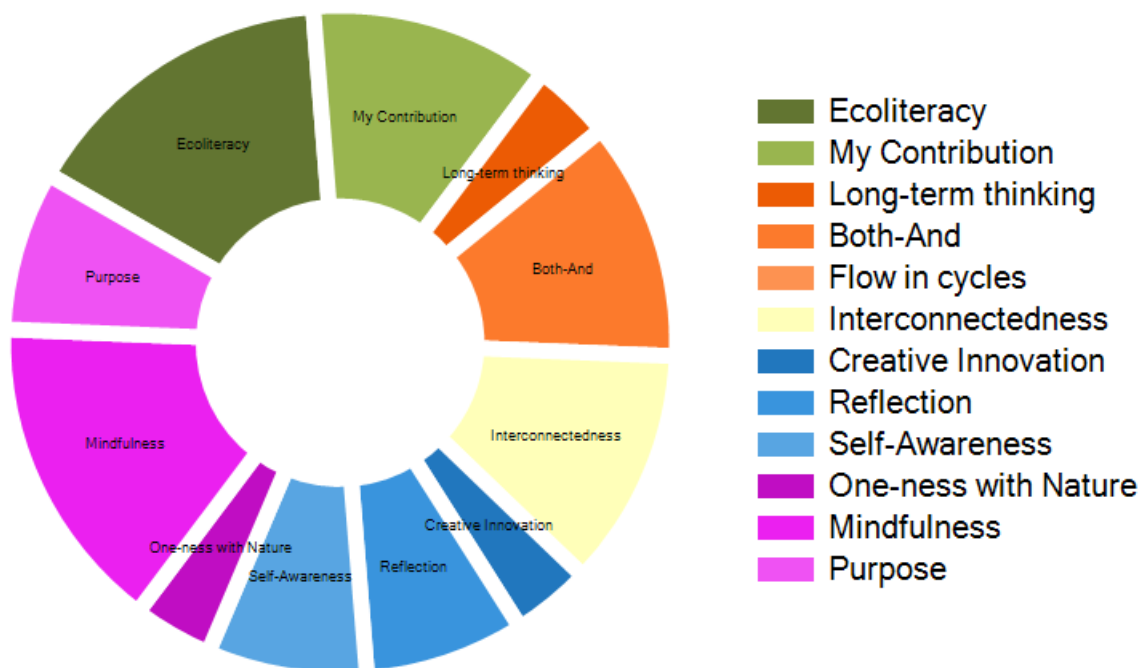 My Contribution
Ecoliteracy
Long-term thinking
Both-And
Purpose
Interconnectedness
Mindfulness
Creative Innovation
One-ness with Nature
Reflection
Self-Awareness
Ecoliteracy
My Contribution
Long-term thinking
Both-And
Flow in cycles
Interconnectedness
Creative Innovation
Reflection
Self-Awareness
One-ness with Nature
Mindfulness
Purpose